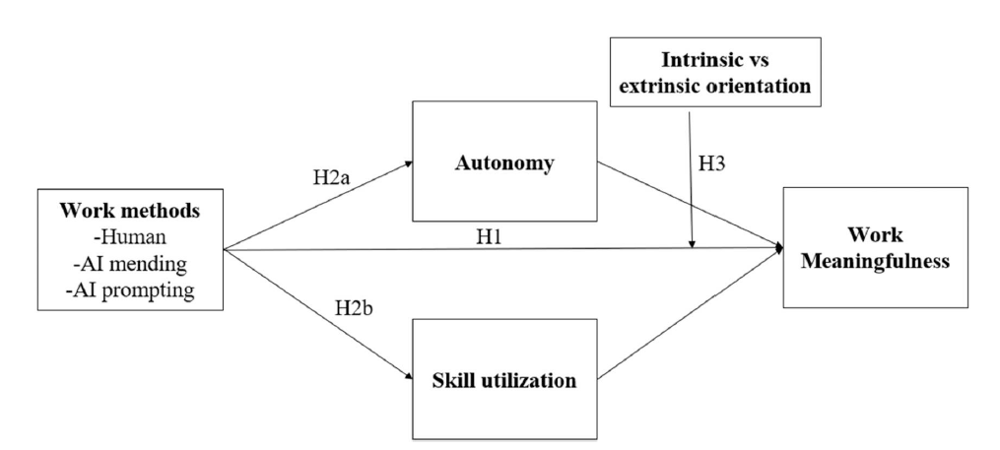 Intrinsic vs
extrinsic orientation
Autonomy
H3
H2a
Work methods
-Human
-AI mending
-AI prompting
H1
Work
Meaningfulness
H2b
Skill utilization